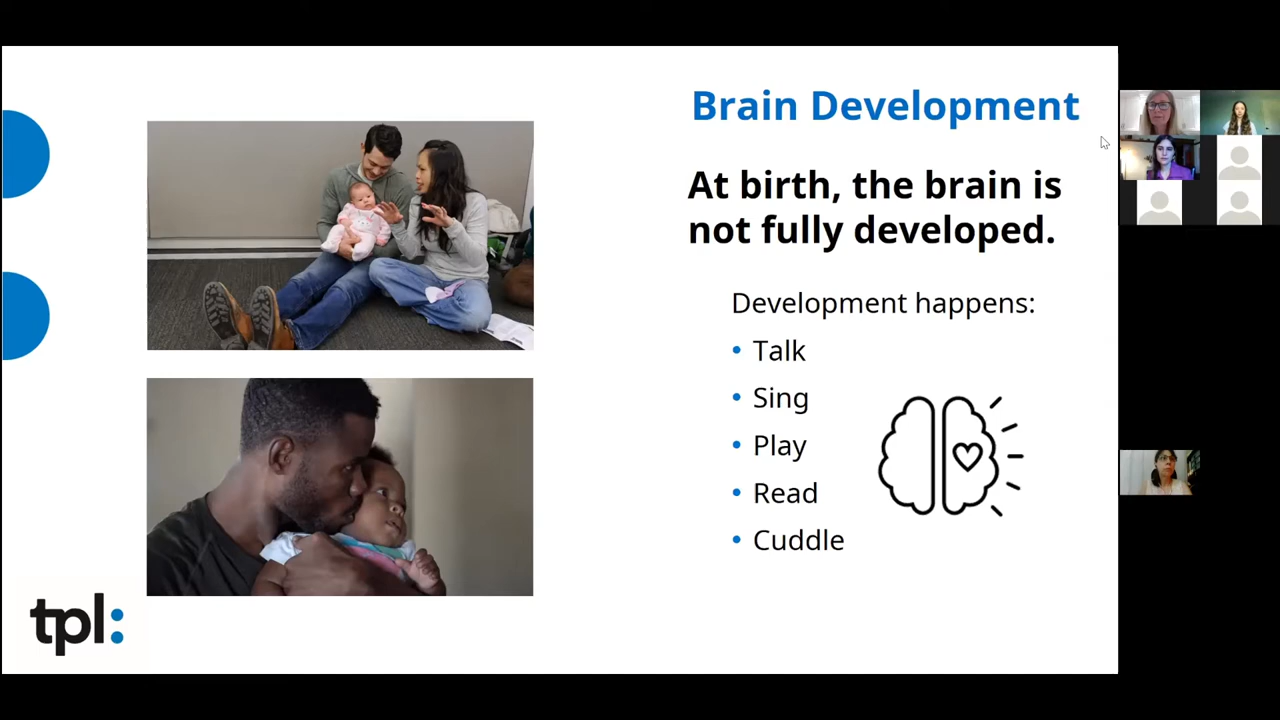 Brain Development
At birth, the brain is
not fully developed.
Development happens:
• Talk
• Sing
• Play
• Read
• Cuddle
tpl: